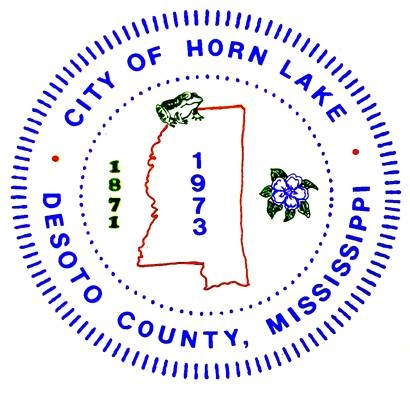 CITY OF HORN LAKE
1871
1973
DESOTO COUNTY, MISSISSIPPI